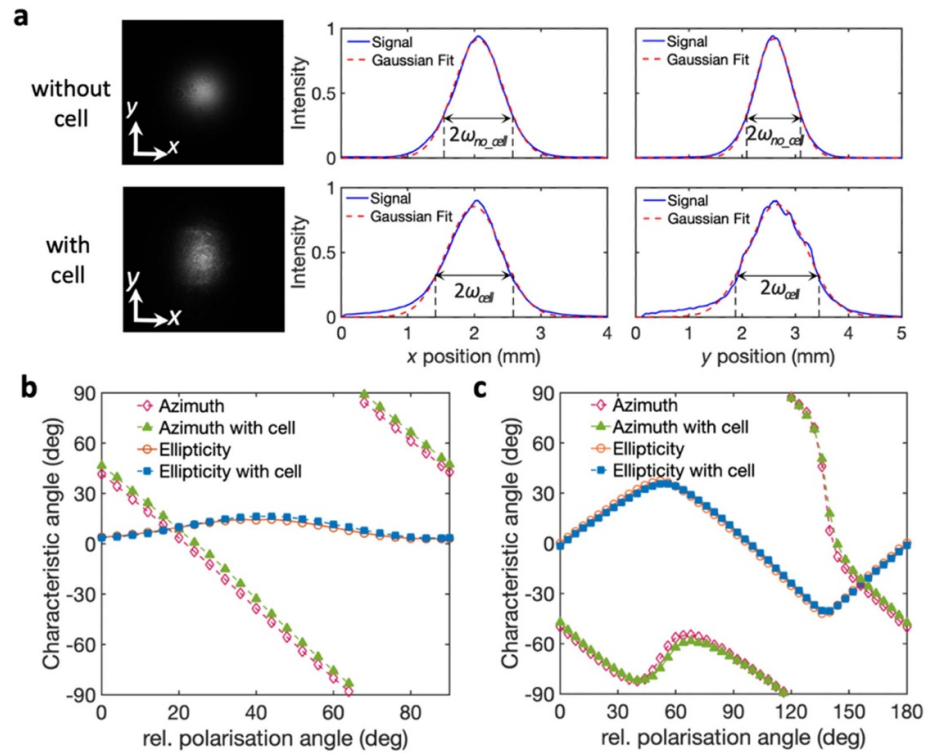 a
without
cell
y
x
Intensity
1
0.5
0
Signal
Gaussian Fit
2ωno_cell
Signal
Gaussian Fit
2ωno_cell
with
cell
y
x
Intensity
1
0.5
0
Signal
Gaussian Fit
2ωcell
0 1 2 3 4
x position (mm)
Signal
Gaussian Fit
2ωcell
0 1 2 3 4 5
y position (mm)
b
Characteristic angle (deg)
90
60
30
0
-30
-60
-90
Azimuth
Azimuth with cell
Ellipticity
Ellipticity with cell
0 20 40 60 80
rel. polarisation angle (deg)
c
Characteristic angle (deg)
90
60
30
0
-30
-60
-90
Azimuth
Azimuth with cell
Ellipticity
Ellipticity with cell
0 30 60 90 120 150 180
rel. polarisation angle (deg)